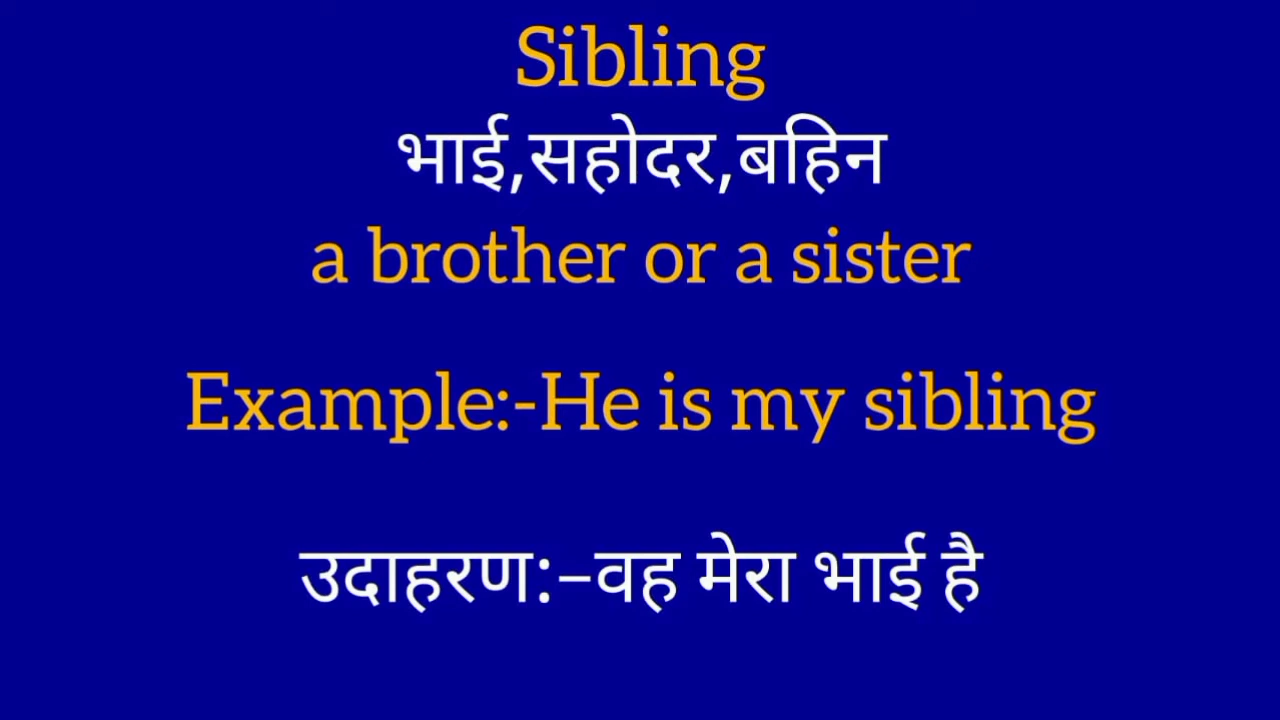 Sibling
भाई,सहोदर,बहिन
a brother or a sister
Example:-He is my sibling
उदाहरण:–वह मेरा भाई है